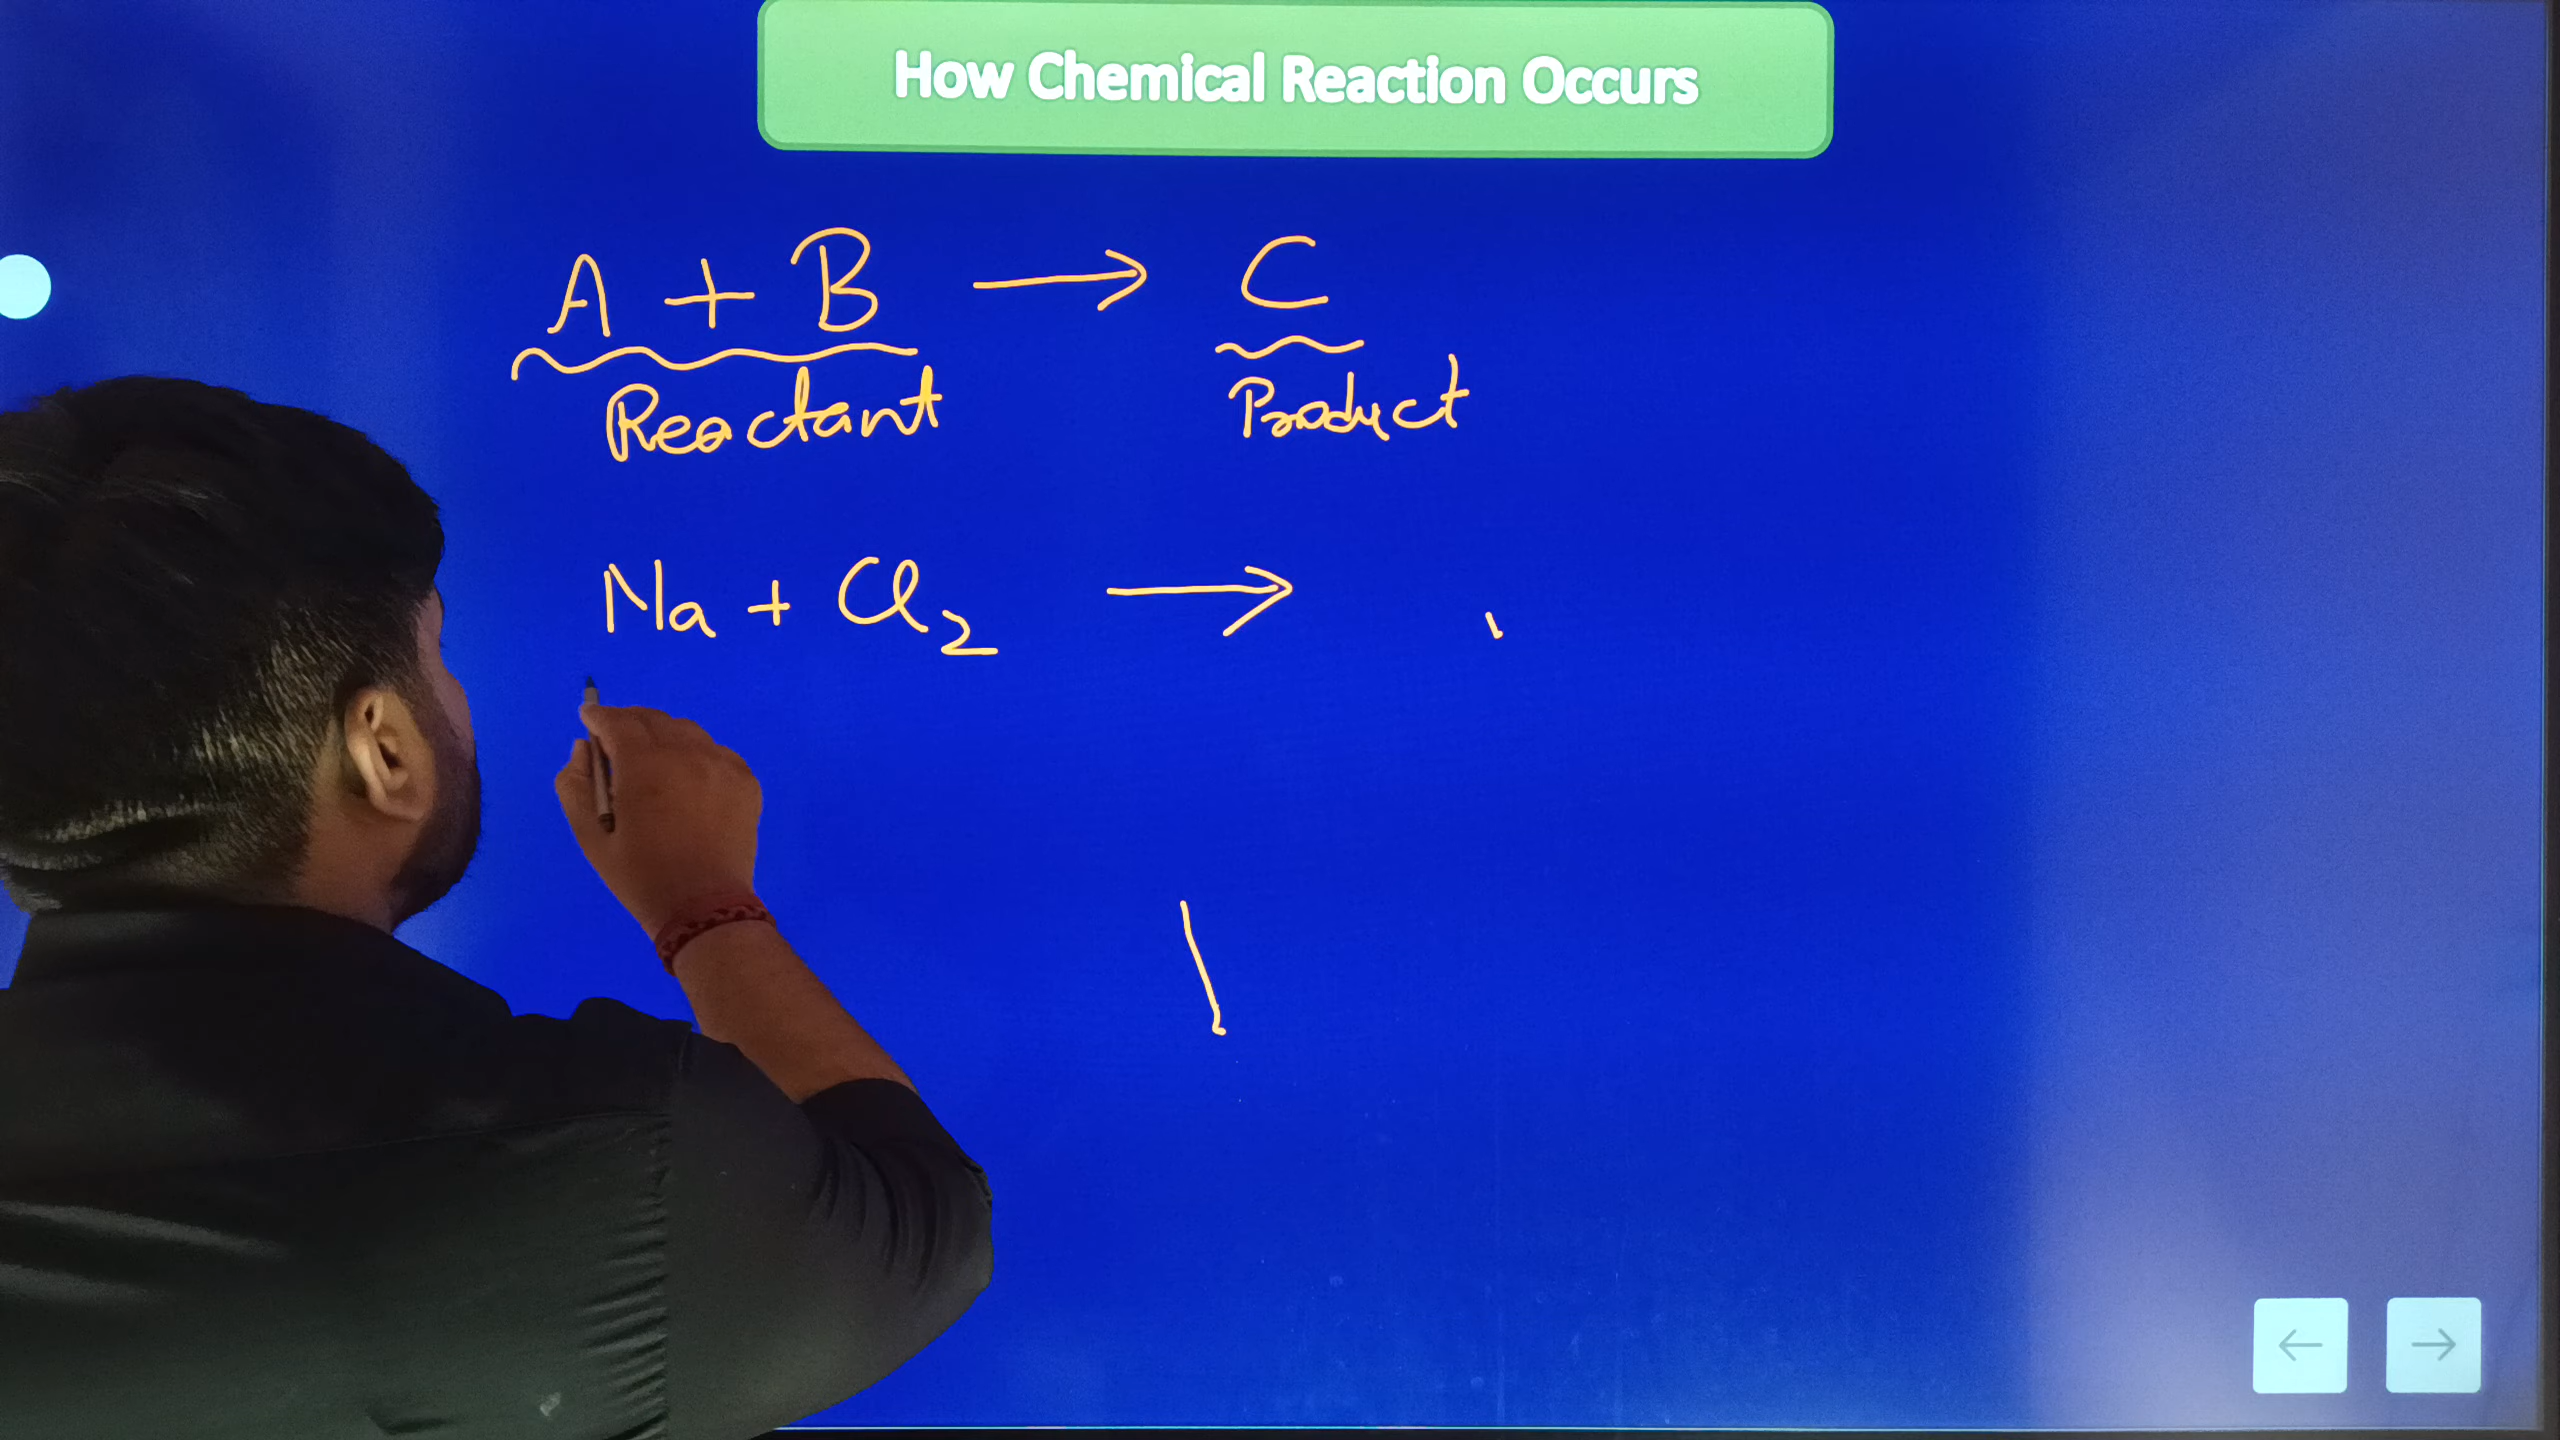 How Chemical Reaction Occurs
A + B → C
Reactant Product
Na + Cl₂ →